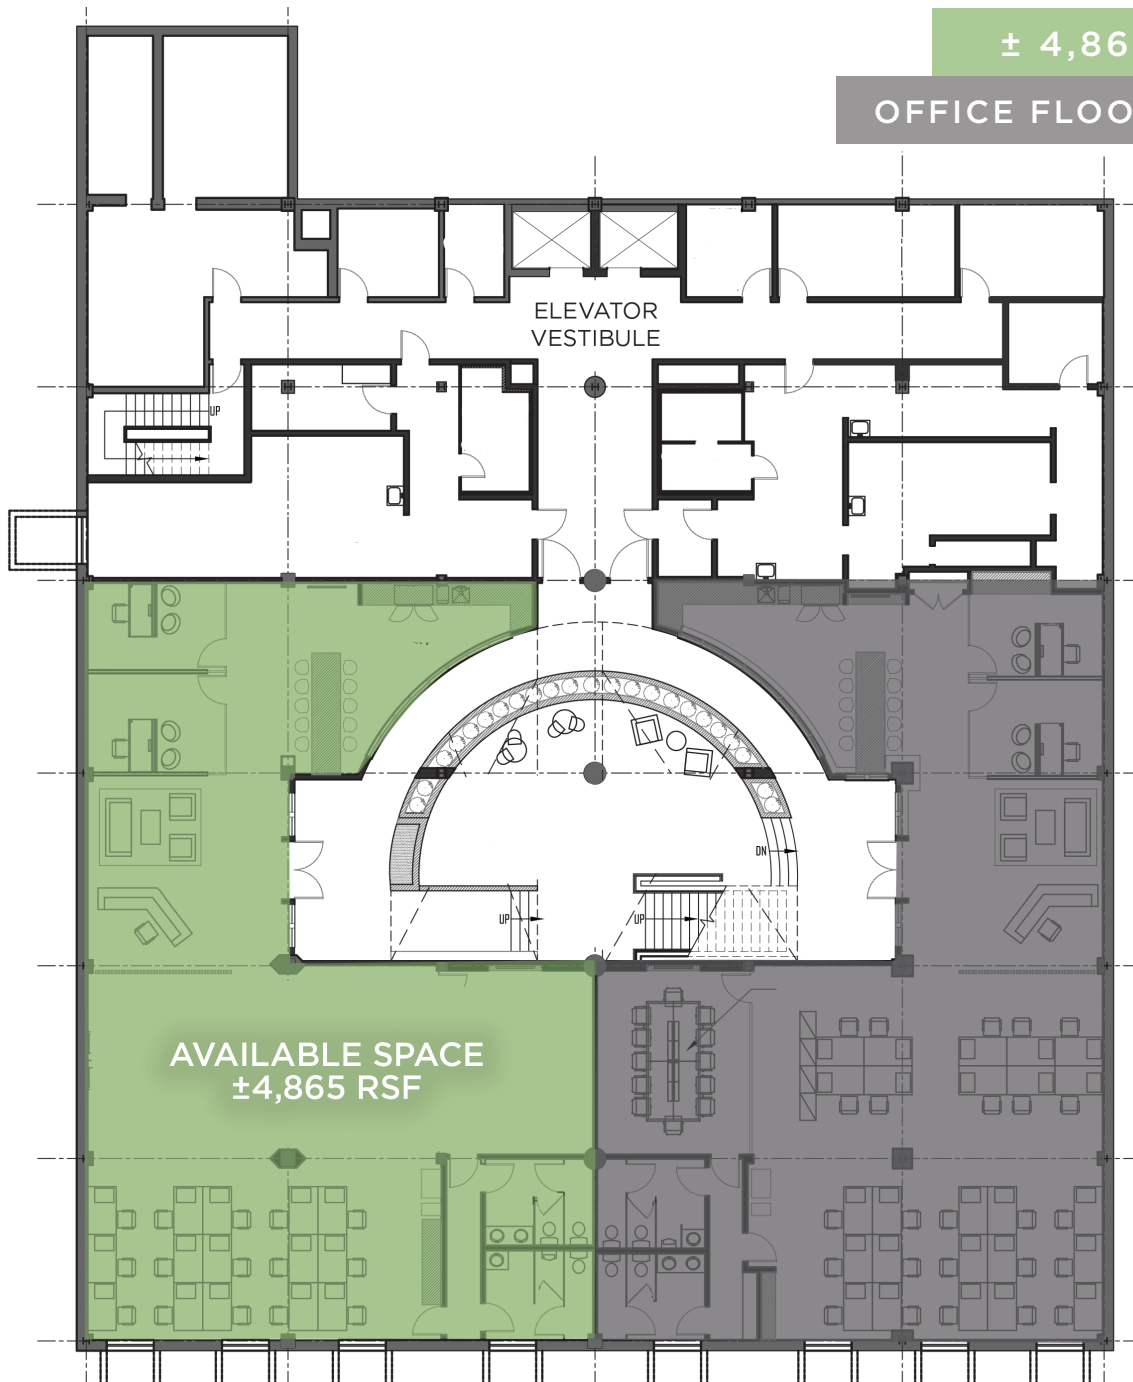 ± 4,86
OFFICE FLOO
ELEVATOR
VESTIBULE
UP
DN
UP
UP
AVAILABLE SPACE
±4,865 RSF